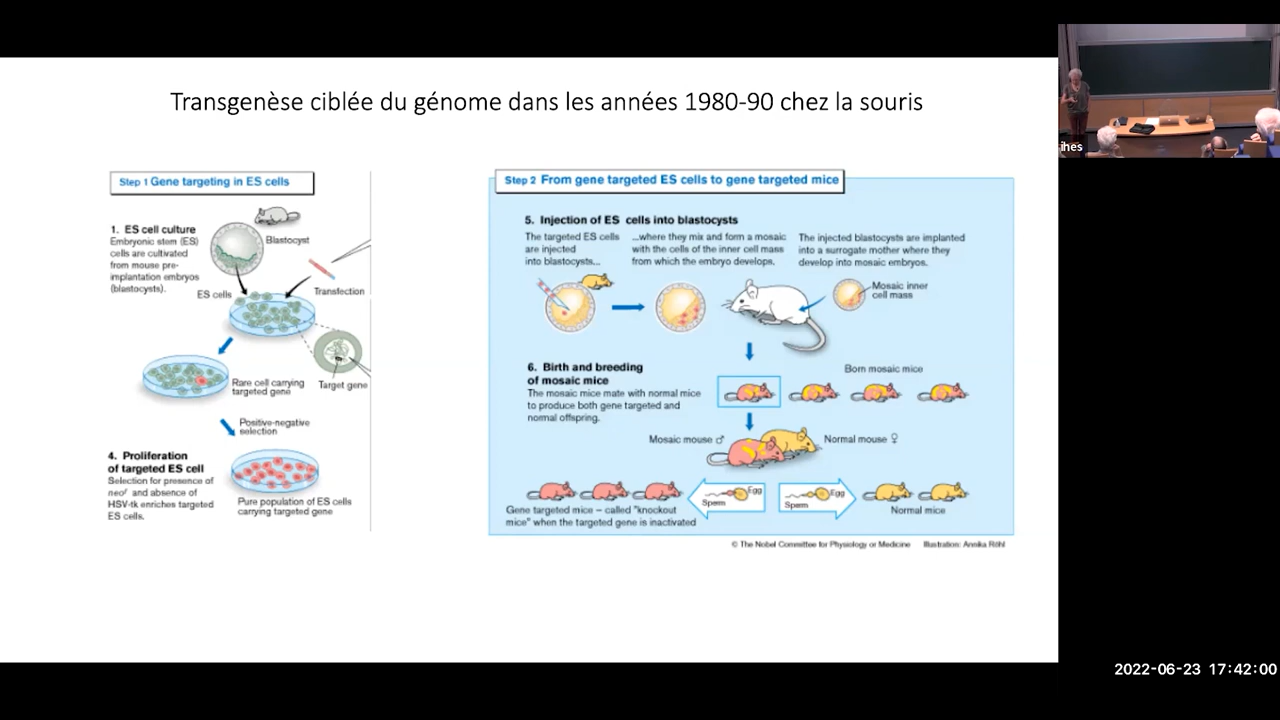 Transgenèse ciblée du génome dans les années 1980-90 chez la souris
ihes
Step 1 Gene targeting in ES cells
1. ES cell culture
Embryonic stem (ES)
cells are cultivated
from mouse pre-
implantation embryos
(blastocysts).
Blastocyst
ES cells
Transfection
Rare cell carrying
targeted gene
Target gene
Positive-negative
selection
4. Proliferation
of targeted ES cell
Selection for presence of
neoʳ and absence of
HSV-tk enriches targeted
ES cells.
Pure population of ES cells
carrying targeted gene
Step 2 From gene targeted ES cells to gene targeted mice
5. Injection of ES cells into blastocysts
The targeted ES cells
are injected
into blastocysts...
...where they mix and form a mosaic
with the cells of the inner cell mass
from which the embryo develops.
The injected blastocysts are implanted
into a surrogate mother where they
develop into mosaic embryos.
Mosaic inner
cell mass
6. Birth and breeding
of mosaic mice
The mosaic mice mate with normal mice
to produce both gene targeted and
normal offspring.
Born mosaic mice
Mosaic mouse ♂
Normal mouse ♀
Sperm
Egg
Sperm
Egg
Gene targeted mice – called "knockout
mice" when the targeted gene is inactivated
Normal mice
© The Nobel Committee for Physiology or Medicine Illustration: Annika Röhl
2022-06-23 17:42:00